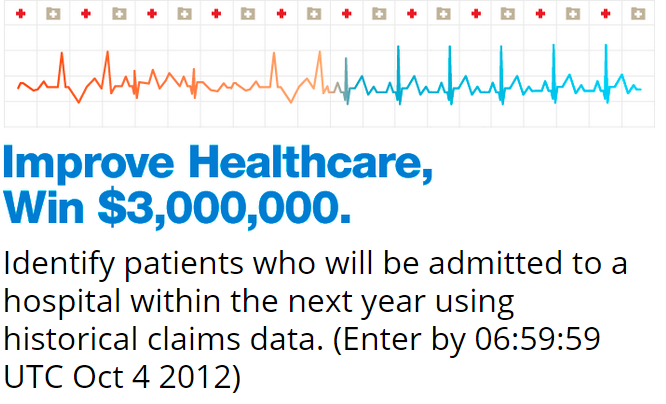 Improve Healthcare,
Win $3,000,000.
Identify patients who will be admitted to a
hospital within the next year using
historical claims data. (Enter by 06:59:59
UTC Oct 4 2012)